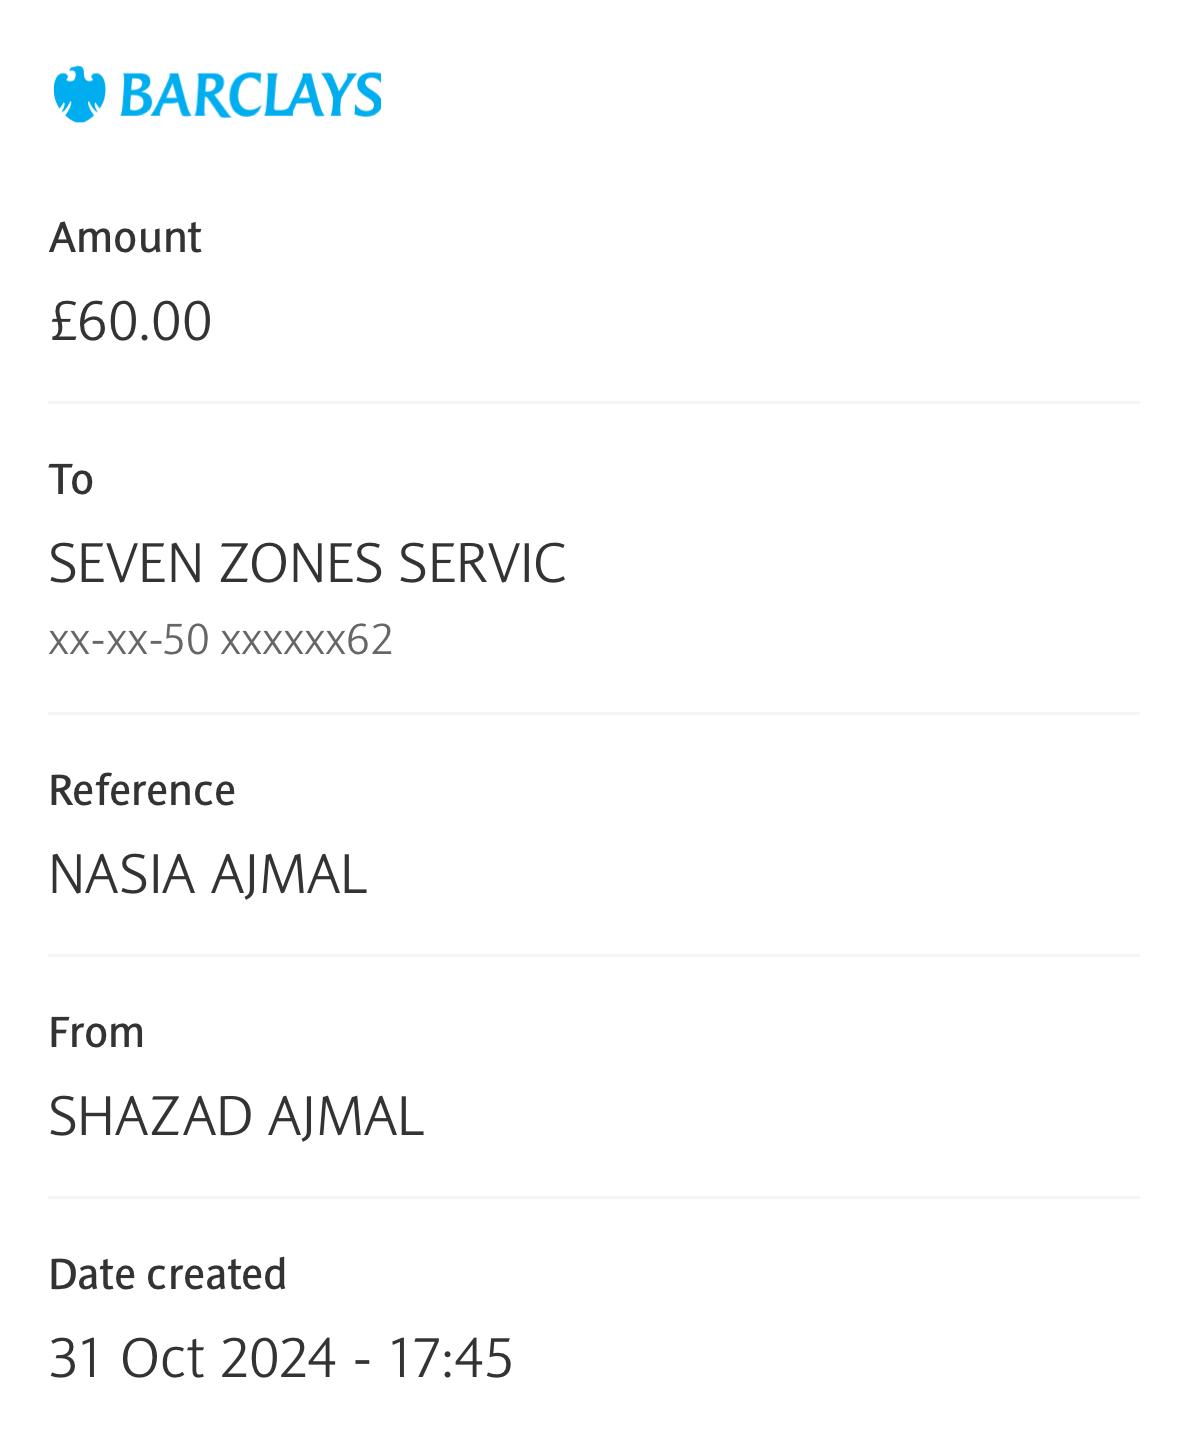 BARCLAYS
Amount
£60.00
To
SEVEN ZONES SERVIC
xx-xx-50 xxxxxx62
Reference
NASIA AJMAL
From
SHAZAD AJMAL
Date created
31 Oct 2024 - 17:45